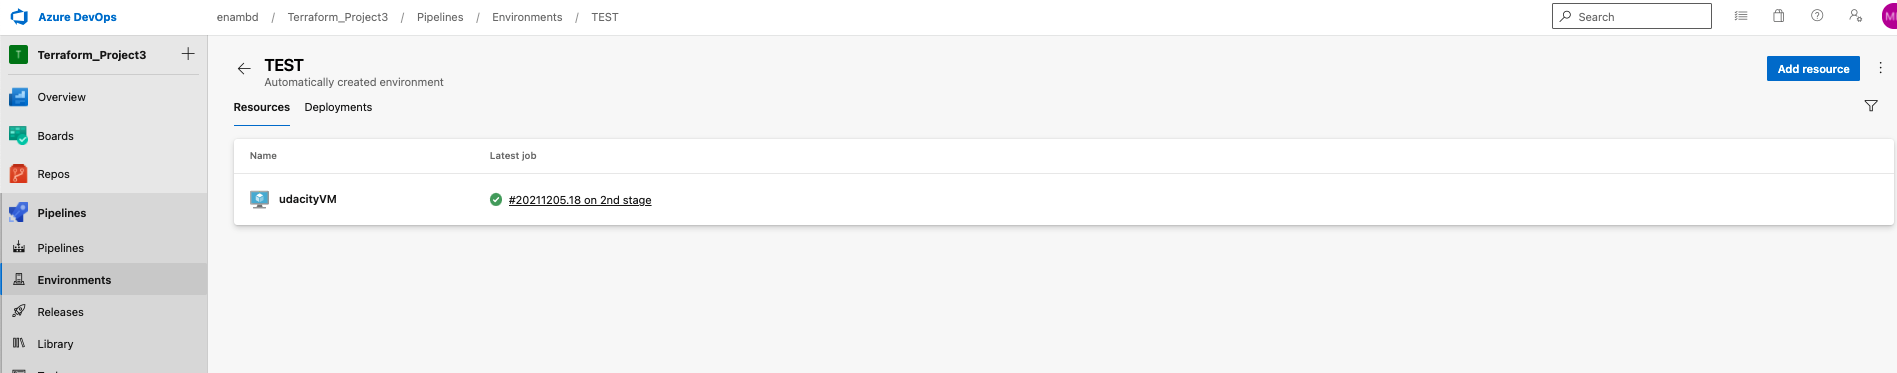 Azure DevOps
enambd / Terraform_Project3 / Pipelines / Environments / TEST
Search
T Terraform_Project3
Overview
Boards
Repos
Pipelines
Pipelines
Environments
Releases
Library
TEST
Automatically created environment
Add resource
Resources Deployments
Name Latest job
udacityVM #20211205.18 on 2nd stage